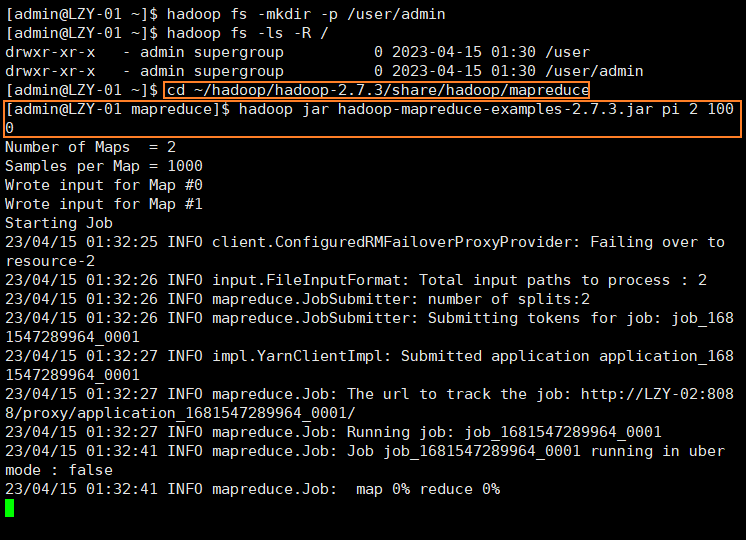 [admin@LZY-01 ~]$ hadoop fs -mkdir -p /user/admin
[admin@LZY-01 ~]$ hadoop fs -ls -R /
drwxr-xr-x   - admin supergroup          0 2023-04-15 01:30 /user
drwxr-xr-x   - admin supergroup          0 2023-04-15 01:30 /user/admin
[admin@LZY-01 ~]$ cd ~/hadoop/hadoop-2.7.3/share/hadoop/mapreduce
[admin@LZY-01 mapreduce]$ hadoop jar hadoop-mapreduce-examples-2.7.3.jar pi 2 100
0
Number of Maps  = 2
Samples per Map = 1000
Wrote input for Map #0
Wrote input for Map #1
Starting Job
23/04/15 01:32:25 INFO client.ConfiguredRMFailoverProxyProvider: Failing over to
resource-2
23/04/15 01:32:26 INFO input.FileInputFormat: Total input paths to process : 2
23/04/15 01:32:26 INFO mapreduce.JobSubmitter: number of splits:2
23/04/15 01:32:26 INFO mapreduce.JobSubmitter: Submitting tokens for job: job_168
1547289964_0001
23/04/15 01:32:27 INFO impl.YarnClientImpl: Submitted application application_168
1547289964_0001
23/04/15 01:32:27 INFO mapreduce.Job: The url to track the job: http://LZY-02:808
8/proxy/application_1681547289964_0001/
23/04/15 01:32:27 INFO mapreduce.Job: Running job: job_1681547289964_0001
23/04/15 01:32:41 INFO mapreduce.Job: Job job_1681547289964_0001 running in uber
mode : false
23/04/15 01:32:41 INFO mapreduce.Job:  map 0% reduce 0%